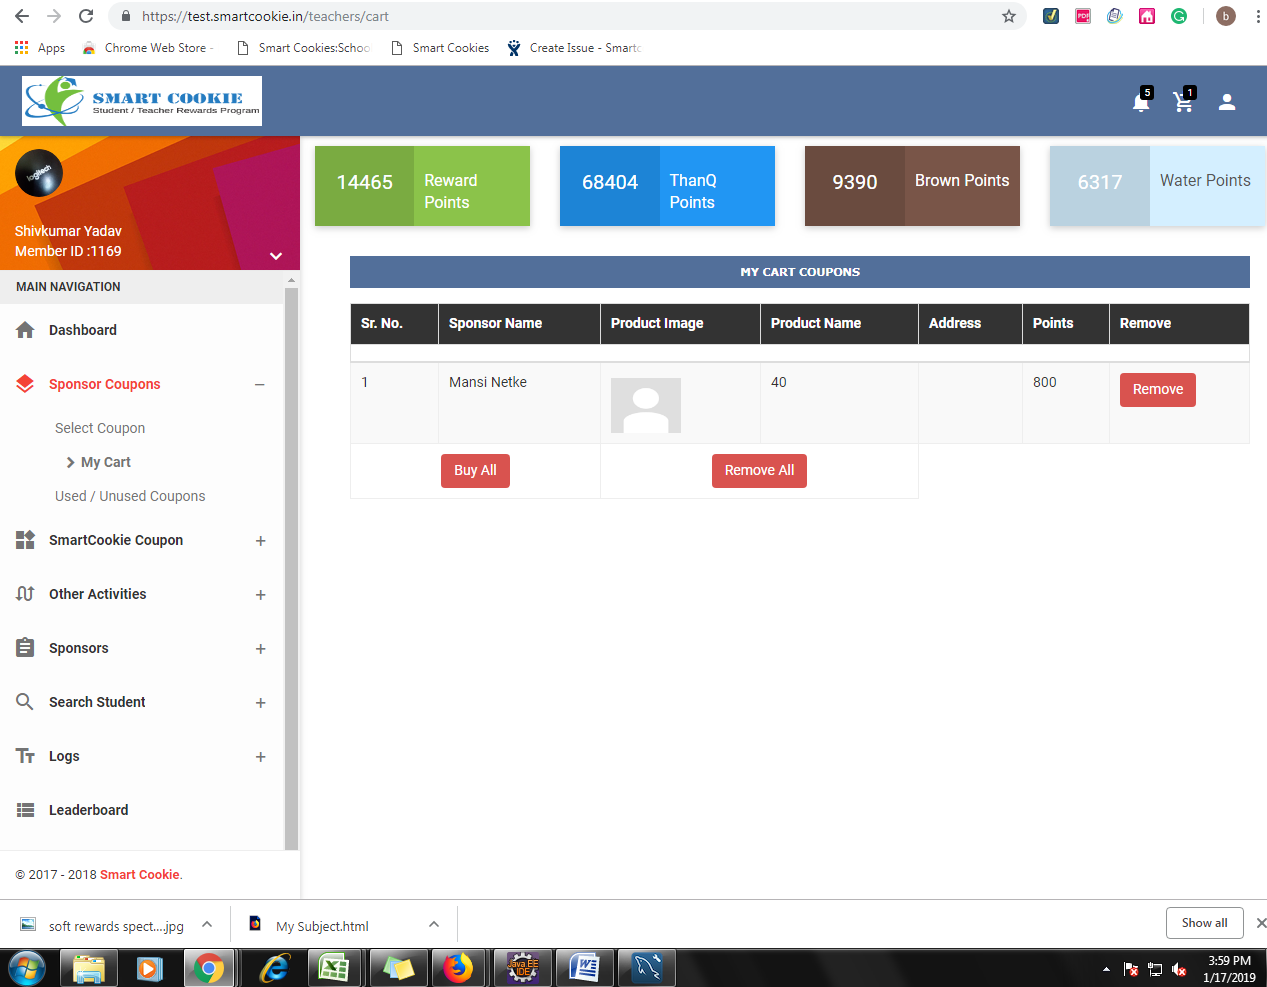 https://test.smartcookie.in/teachers/cart
PDF
b
Apps
Chrome Web Store -
Smart Cookies:Schoo
Smart Cookies
Create Issue - Smartc
SMART COOKIE
Student / Teacher Rewards Program
5
1
logitech
Shivkumar Yadav
Member ID :1169
14465
Reward
Points
68404
ThanQ
Points
9390
Brown Points
6317
Water Points
MAIN NAVIGATION
Dashboard
Sponsor Coupons
Select Coupon
My Cart
Used / Unused Coupons
SmartCookie Coupon
Other Activities
Sponsors
Search Student
Logs
Leaderboard
© 2017 - 2018 Smart Cookie.
MY CART COUPONS
Sr. No. Sponsor Name Product Image Product Name Address Points Remove
1 Mansi Netke 40 800 Remove
Buy All Remove All
soft rewards spect....jpg
My Subject.html
Show all
Java EE
IDE
3:59 PM
1/17/2019